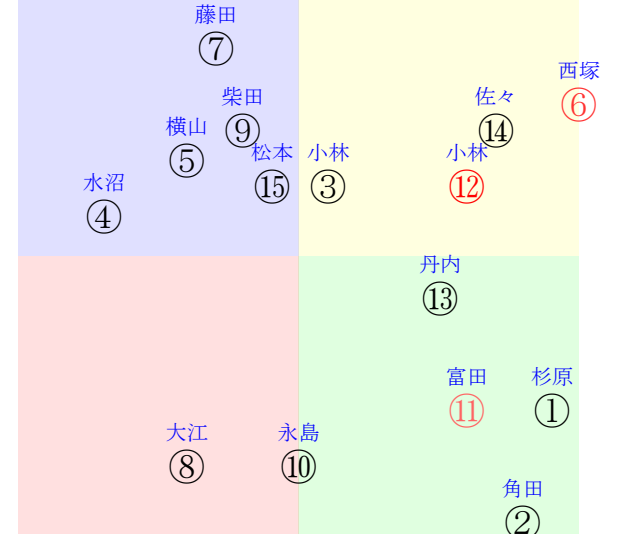 藤田
⑦
西塚
⑥
柴田
⑨
佐々
⑭
横山
⑤
松本
⑮
小林
③
小林
⑫
水沼
④
丹内
⑬
富田
⑪
杉原
①
大江
⑧
永島
⑩
角田
②